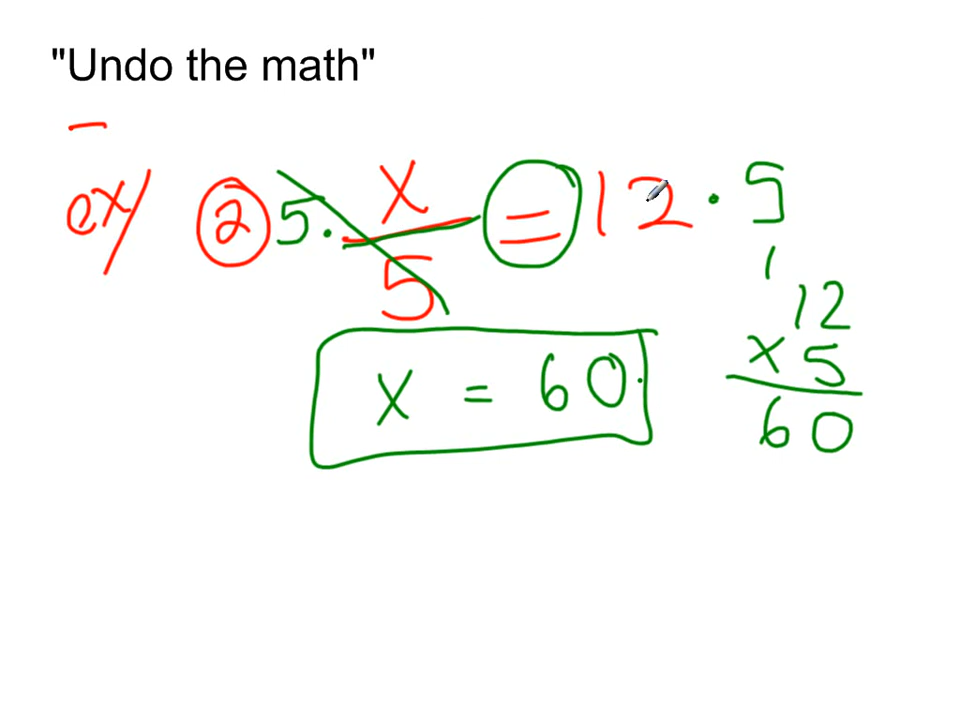 "Undo the math"
ex/ ② 5 · x/5 = 12 · 5
1
12
x 5
60
x = 60